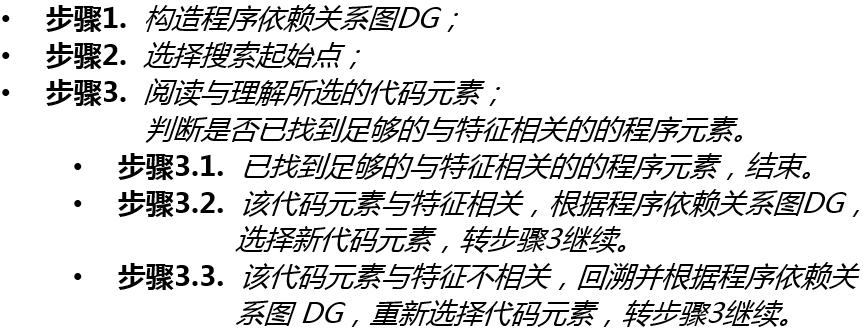 • 步骤1. 构造程序依赖关系图DG；
• 步骤2. 选择搜索起始点；
• 步骤3. 阅读与理解所选的代码元素；
判断是否已找到足够的与特征相关的的程序元素。
• 步骤3.1. 已找到足够的与特征相关的的程序元素，结束。
• 步骤3.2. 该代码元素与特征相关，根据程序依赖关系图DG，
选择新代码元素，转步骤3继续。
• 步骤3.3. 该代码元素与特征不相关，回溯并根据程序依赖关
系图 DG，重新选择代码元素，转步骤3继续。